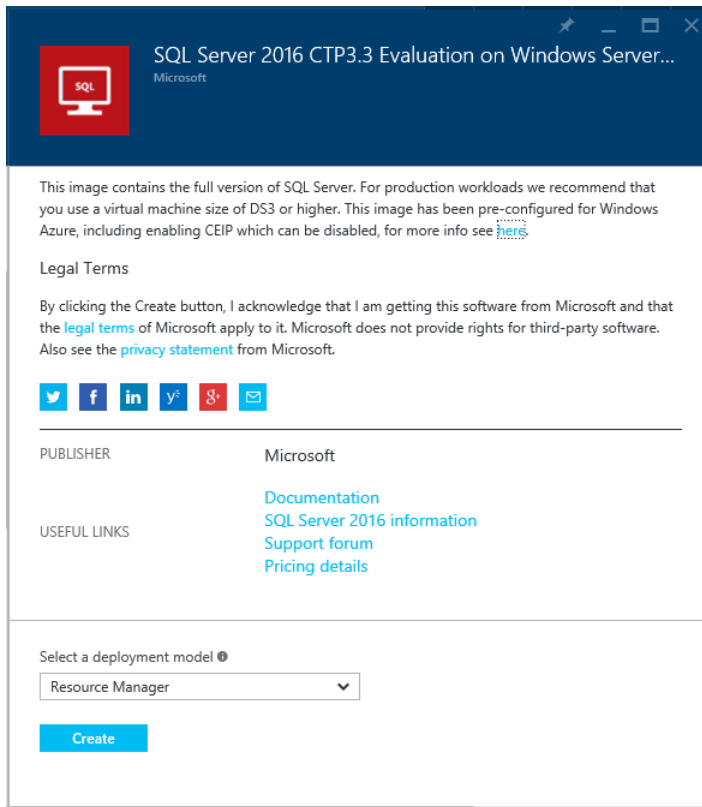 SQL Server 2016 CTP3.3 Evaluation on Windows Server...
Microsoft
SQL
This image contains the full version of SQL Server. For production workloads we recommend that
you use a virtual machine size of DS3 or higher. This image has been pre-configured for Windows
Azure, including enabling CEIP which can be disabled, for more info see here.
Legal Terms
By clicking the Create button, I acknowledge that I am getting this software from Microsoft and that
the legal terms of Microsoft apply to it. Microsoft does not provide rights for third-party software.
Also see the privacy statement from Microsoft.
f in y 8+
PUBLISHER Microsoft
Documentation
SQL Server 2016 information
USEFUL LINKS
Support forum
Pricing details
Select a deployment model
Resource Manager
Create